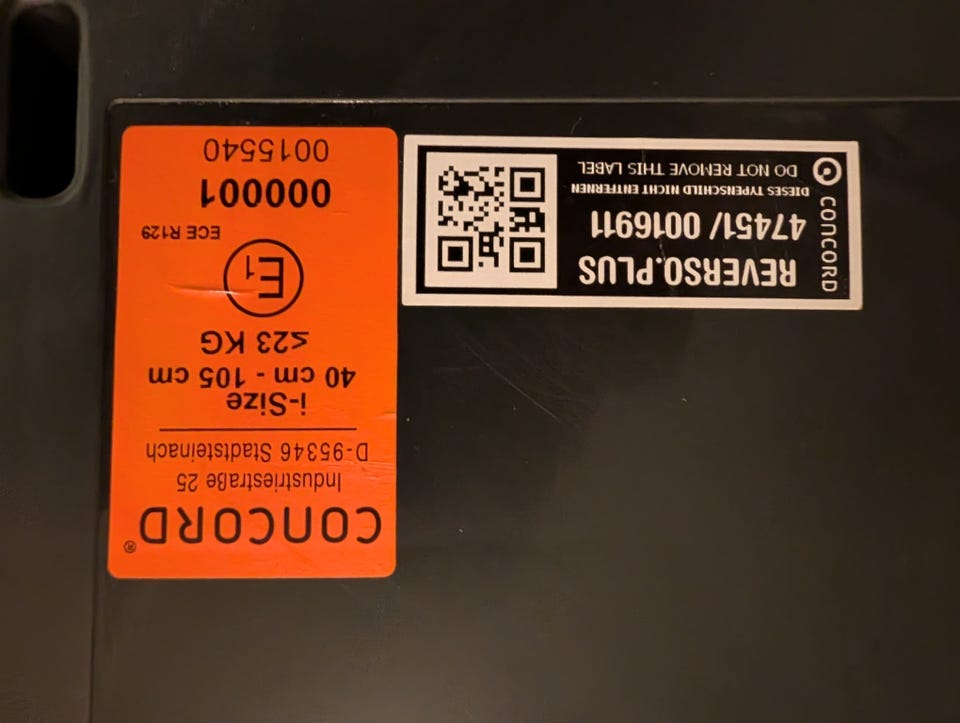 CONCORD®
Industriestraße 25
D-95346 Stadtsteinach
i-Size
40 cm - 105 cm
≤23 KG
E1
ECE R129
000001
0015540
CONCORD
REVERSO.PLUS
47451/ 0016911
DIESES TYPENSCHILD NICHT ENTFERNEN
DO NOT REMOVE THIS LABEL